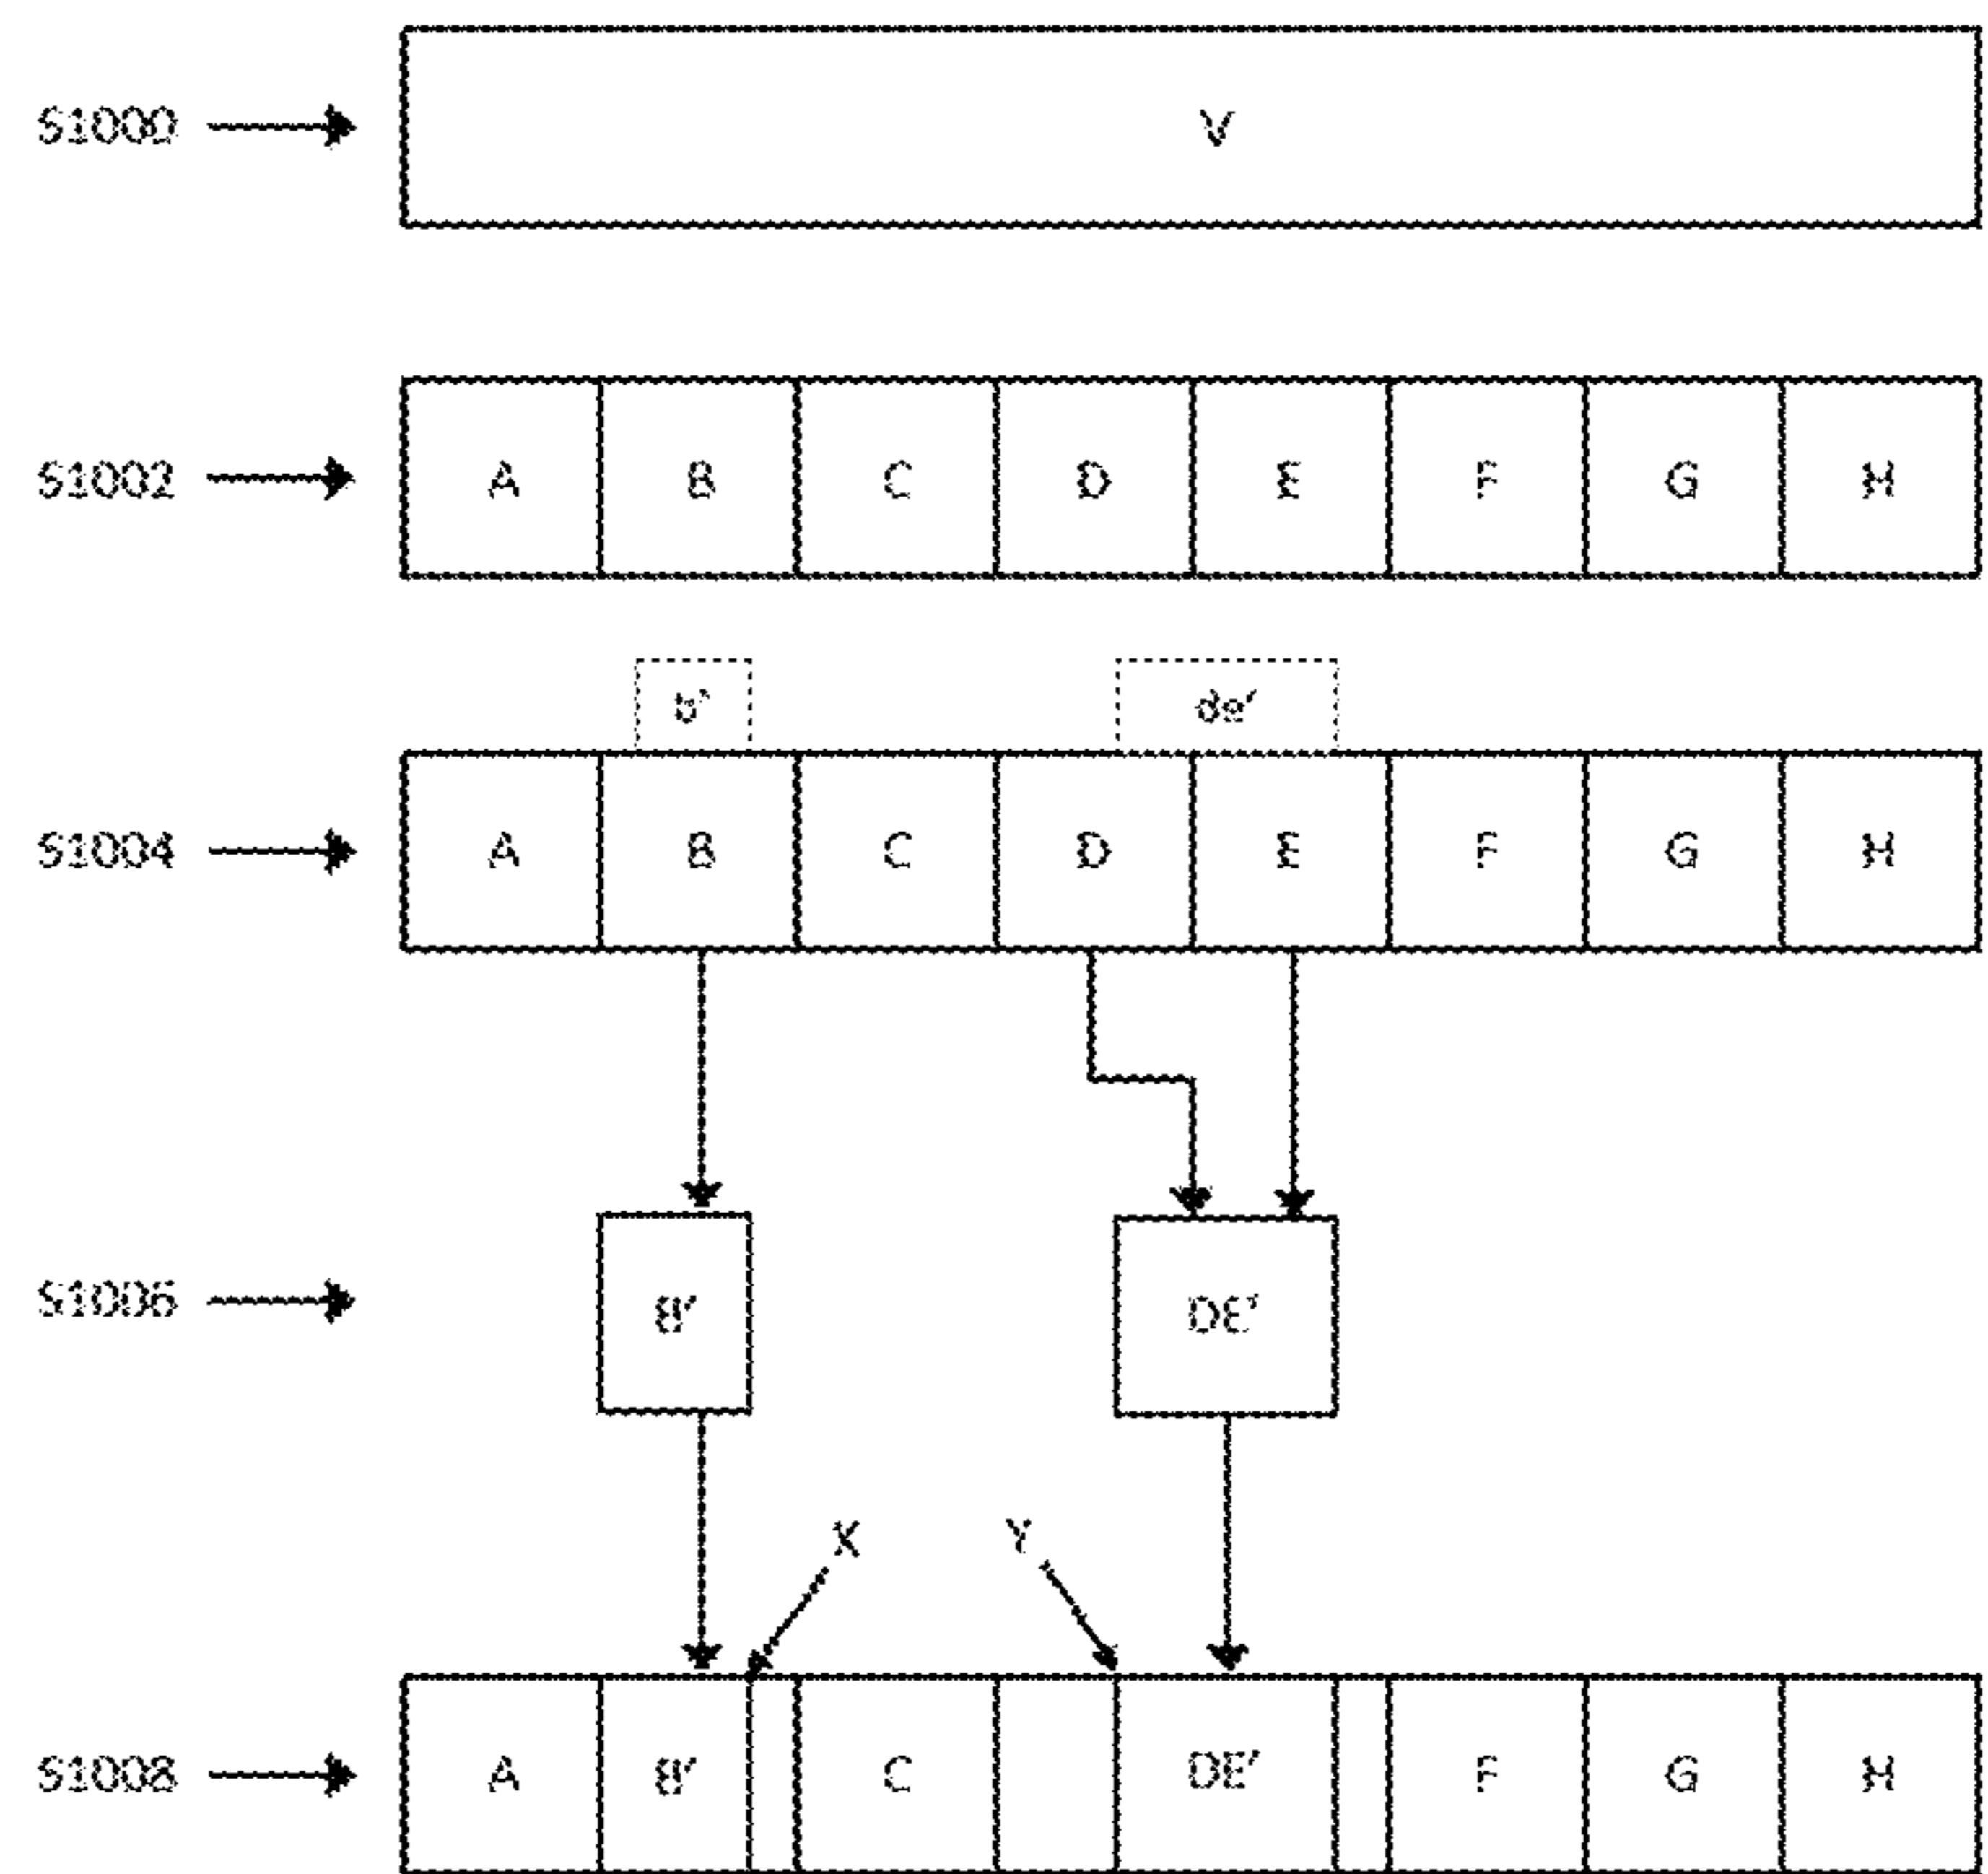 S1000 V
S1002 A B C D E F G H
b' de'
S1004 A B C D E F G H
S1006 B' DE'
X Y
S1008 A B' C DE' F G H